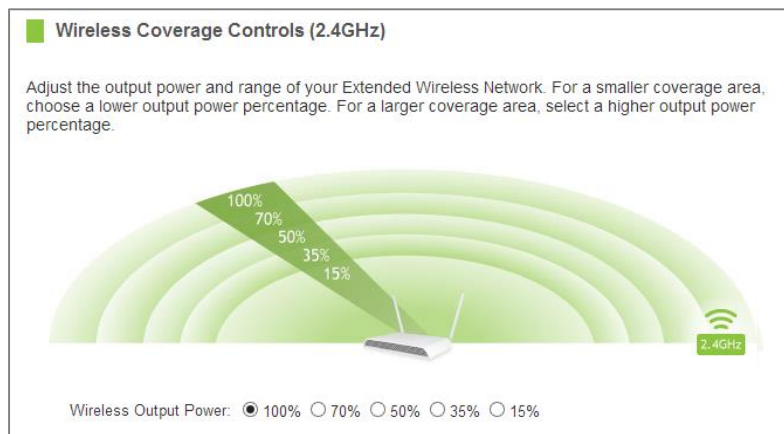 Wireless Coverage Controls (2.4GHz)
Adjust the output power and range of your Extended Wireless Network. For a smaller coverage area,
choose a lower output power percentage. For a larger coverage area, select a higher output power
percentage.
100%
70%
50%
35%
15%
2.4GHz
Wireless Output Power: 100% 70% 50% 35% 15%